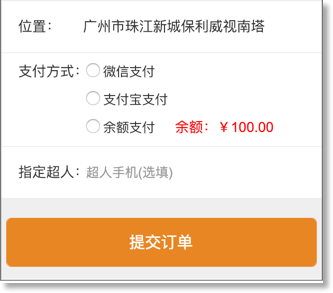 位置： 广州市珠江新城保利威视南塔
支付方式： 微信支付
支付宝支付
余额支付 余额：￥100.00
指定超人： 超人手机(选填)
提交订单